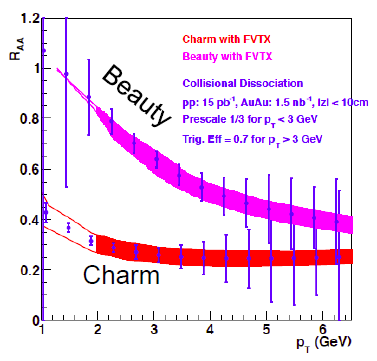 R_AA
1.2
1
0.8
0.6
0.4
0.2
0
Charm with FVTX
Beauty with FVTX
Collisional Dissociation
pp: 15 pb⁻¹, AuAu: 1.5 nb⁻¹, |z| < 10cm
Prescale 1/3 for p_T < 3 GeV
Trig. Eff = 0.7 for p_T > 3 GeV
Beauty
Charm
1 2 3 4 5 6
p_T (GeV)